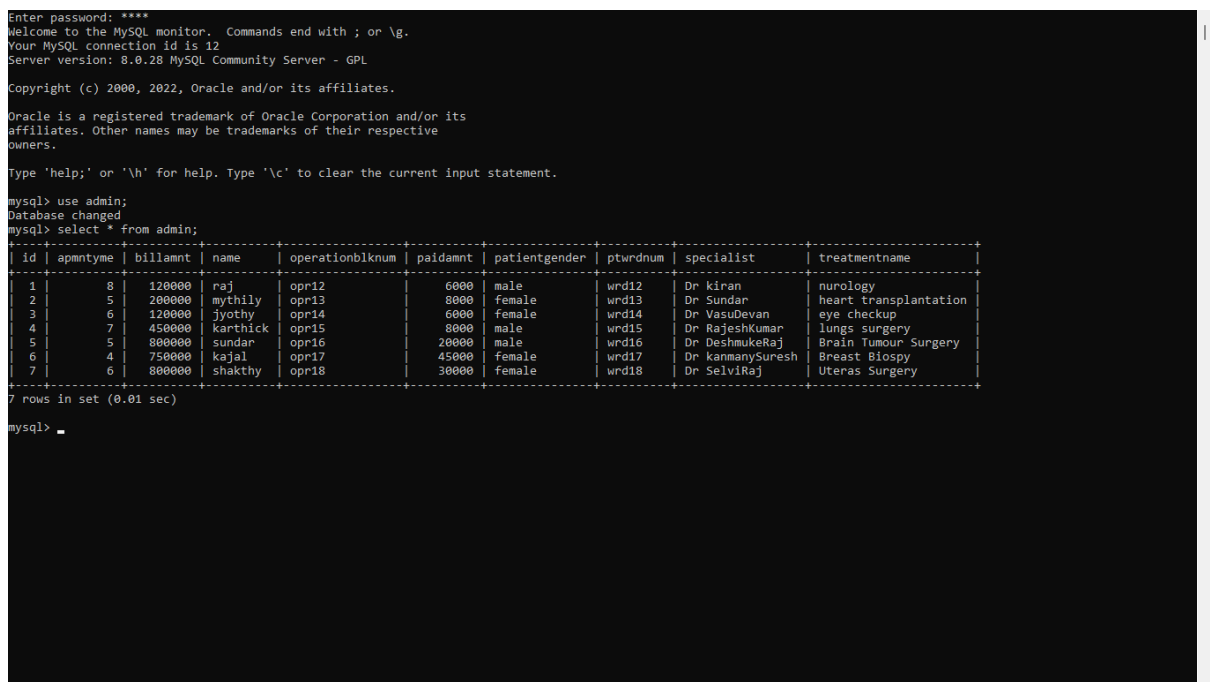 Enter password: ****
Welcome to the MySQL monitor.  Commands end with ; or \g.
Your MySQL connection id is 12
Server version: 8.0.28 MySQL Community Server - GPL
Copyright (c) 2000, 2022, Oracle and/or its affiliates.
Oracle is a registered trademark of Oracle Corporation and/or its
affiliates. Other names may be trademarks of their respective
owners.
Type 'help;' or '\h' for help. Type '\c' to clear the current input statement.
mysql> use admin;
Database changed
mysql> select * from admin;
+----+----------+----------+----------+-----------------+----------+---------------+----------+------------------+----------------------+
| id | apmntyme | billamnt | name     | operationblknum | paidamnt | patientgender | ptwrdnum | specialist       | treatmentname        |
+----+----------+----------+----------+-----------------+----------+---------------+----------+------------------+----------------------+
|  1 |        8 |   120000 | raj      | opr12           |     6000 | male          | wrd12    | Dr kiran         | nurology             |
|  2 |        5 |   200000 | mythily  | opr13           |     8000 | female        | wrd13    | Dr Sundar        | heart transplantation |
|  3 |        6 |   120000 | jyothy   | opr14           |     6000 | female        | wrd14    | Dr VasuDevan     | eye checkup          |
|  4 |        7 |   450000 | karthick | opr15           |     8000 | male          | wrd15    | Dr RajeshKumar   | lungs surgery        |
|  5 |        5 |   800000 | sundar   | opr16           |    20000 | male          | wrd16    | Dr DeshmukeRaj   | Brain Tumour Surgery |
|  6 |        4 |   750000 | kajal    | opr17           |    45000 | female        | wrd17    | Dr kanmanySuresh | Breast Biospy        |
|  7 |        6 |   800000 | shakthy  | opr18           |    30000 | female        | wrd18    | Dr SelviRaj      | Uteras Surgery       |
+----+----------+----------+----------+-----------------+----------+---------------+----------+------------------+----------------------+
7 rows in set (0.01 sec)
mysql> _